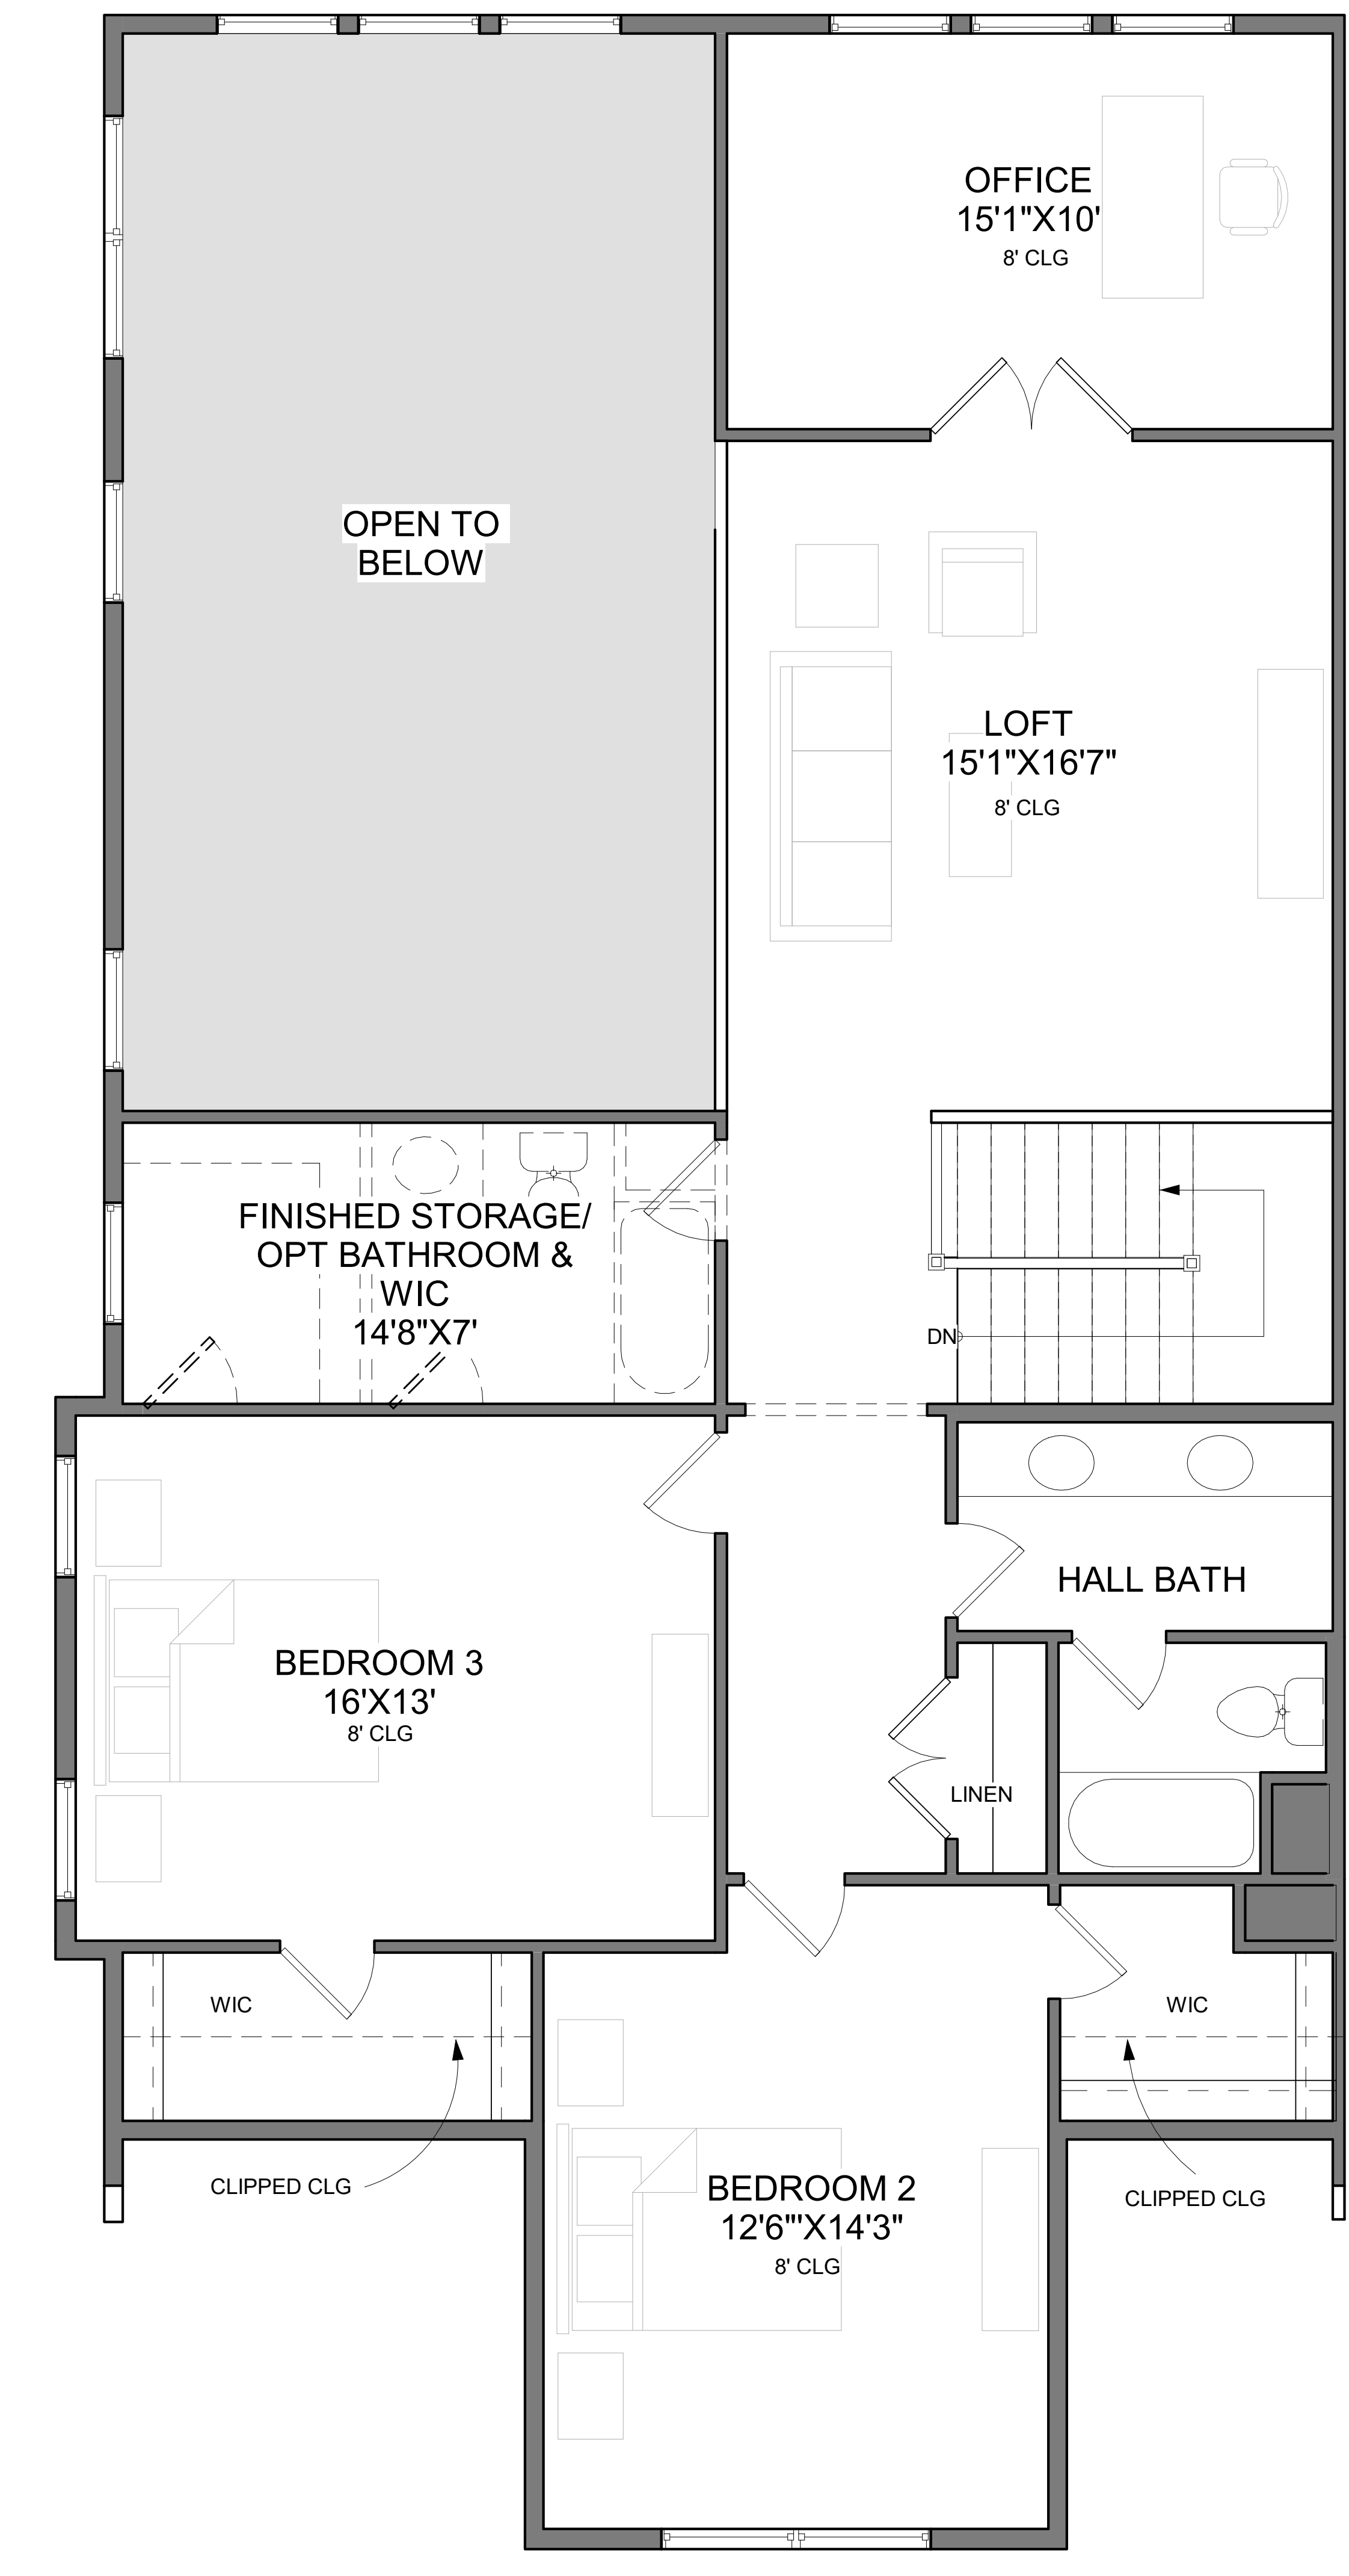 OFFICE
15'1"X10'
8' CLG
OPEN TO
BELOW
LOFT
15'1"X16'7"
8' CLG
FINISHED STORAGE/
OPT BATHROOM &
WIC
14'8"X7'
DN
HALL BATH
BEDROOM 3
16'X13'
8' CLG
LINEN
WIC
WIC
CLIPPED CLG
CLIPPED CLG
BEDROOM 2
12'6"'X14'3"
8' CLG